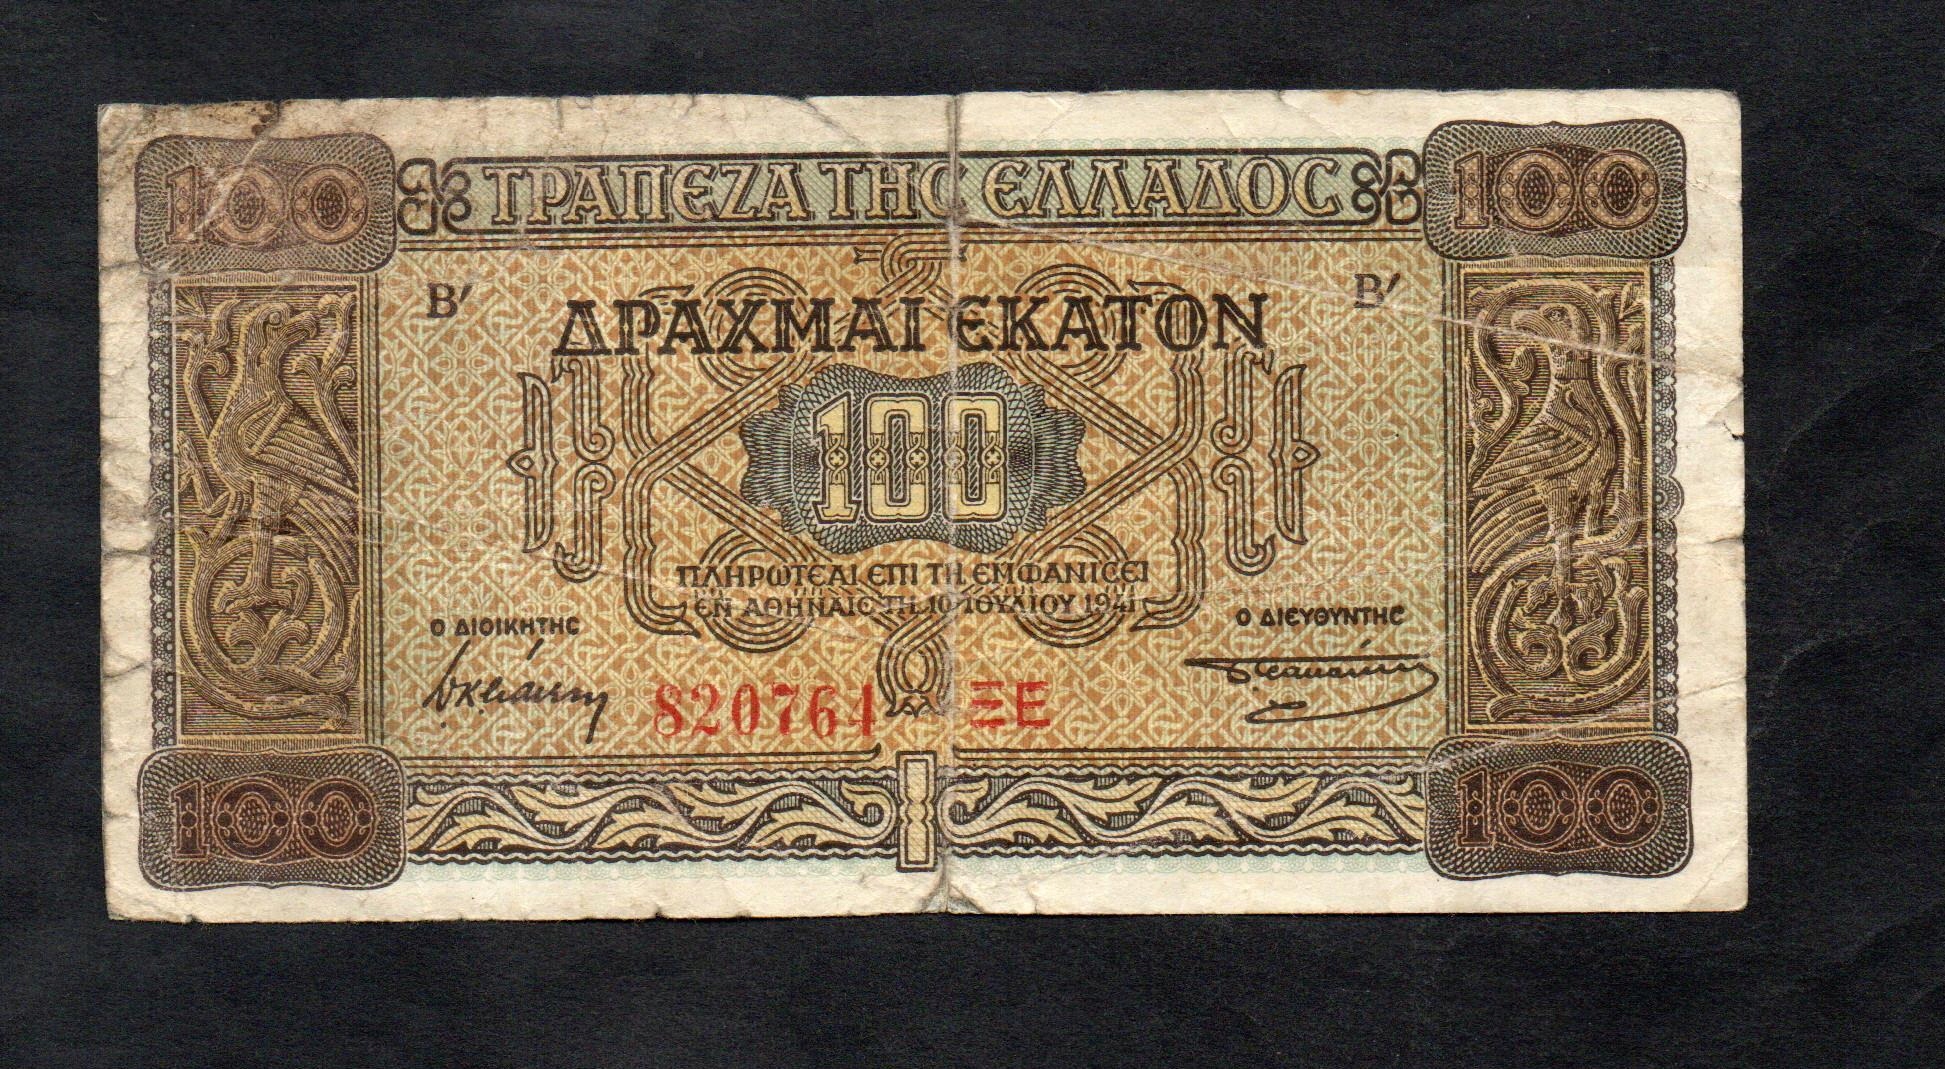 100 ΤΡΑΠΕΖΑ ΤΗΣ ΕΛΛΑΔΟΣ 100
Β′ Β′
ΔΡΑΧΜΑΙ ΕΚΑΤΟΝ
100
ΠΛΗΡΩΤΕΑΙ ΕΠΙ ΤΗ ΕΜΦΑΝΙΣΕΙ
ΕΝ ΑΘΗΝΑΙΣ ΤΗ 10 ΙΟΥΛΙΟΥ 1941
Ο ΔΙΟΙΚΗΤΗΣ Ο ΔΙΕΥΘΥΝΤΗΣ
820764 ΞΕ
100 100